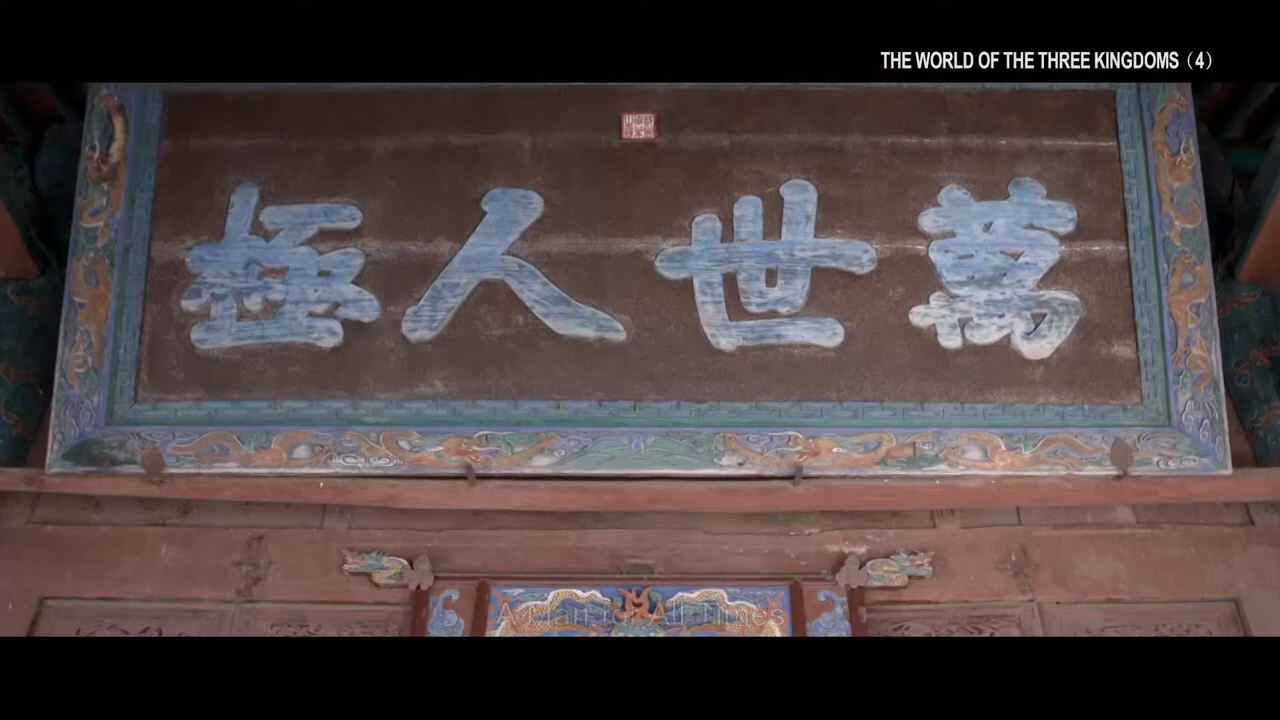 THE WORLD OF THE THREE KINGDOMS（4）
萬世人極
A Man for All Times